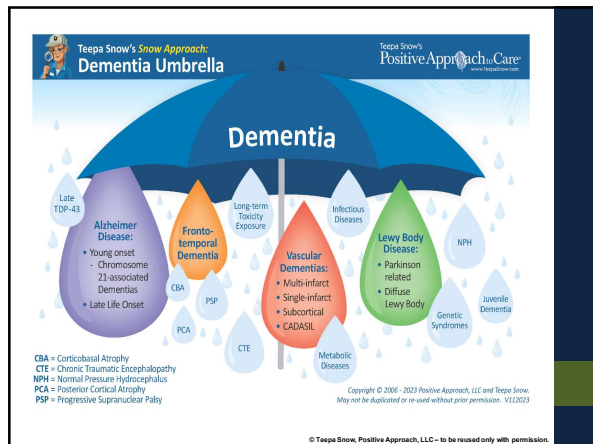 Teepa Snow's Snow Approach:
Dementia Umbrella
Teepa Snow's
Positive Approach to Care®
www.TeepaSnow.com
Dementia
Late
TDP-43
Alzheimer
Disease:
• Young onset
- Chromosome
21-associated
Dementias
• Late Life Onset
Fronto-
temporal
Dementia
CBA
PSP
PCA
Long-term
Toxicity
Exposure
CTE
Vascular
Dementias:
• Multi-infarct
• Single-infarct
• Subcortical
• CADASIL
Infectious
Diseases
Metabolic
Diseases
Lewy Body
Disease:
• Parkinson
related
• Diffuse
Lewy Body
NPH
Genetic
Syndromes
Juvenile
Dementia
CBA = Corticobasal Atrophy
CTE = Chronic Traumatic Encephalopathy
NPH = Normal Pressure Hydrocephalus
PCA = Posterior Cortical Atrophy
PSP = Progressive Supranuclear Palsy
Copyright © 2006 - 2023 Positive Approach, LLC and Teepa Snow.
May not be duplicated or re-used without prior permission. V112023
© Teepa Snow, Positive Approach, LLC – to be reused only with permission.